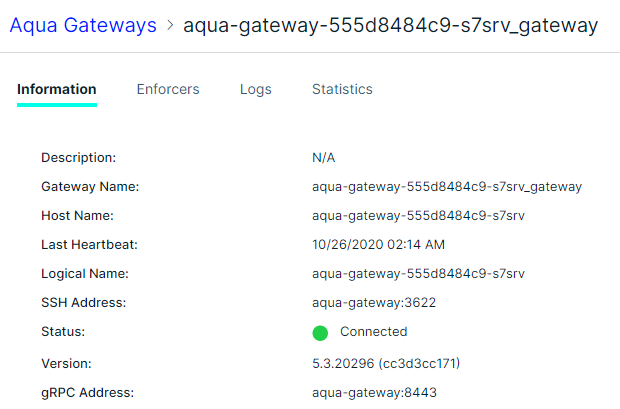 Aqua Gateways > aqua-gateway-555d8484c9-s7srv_gateway
Information Enforcers Logs Statistics
Description: N/A
Gateway Name: aqua-gateway-555d8484c9-s7srv_gateway
Host Name: aqua-gateway-555d8484c9-s7srv
Last Heartbeat: 10/26/2020 02:14 AM
Logical Name: aqua-gateway-555d8484c9-s7srv
SSH Address: aqua-gateway:3622
Status: Connected
Version: 5.3.20296 (cc3d3cc171)
gRPC Address: aqua-gateway:8443